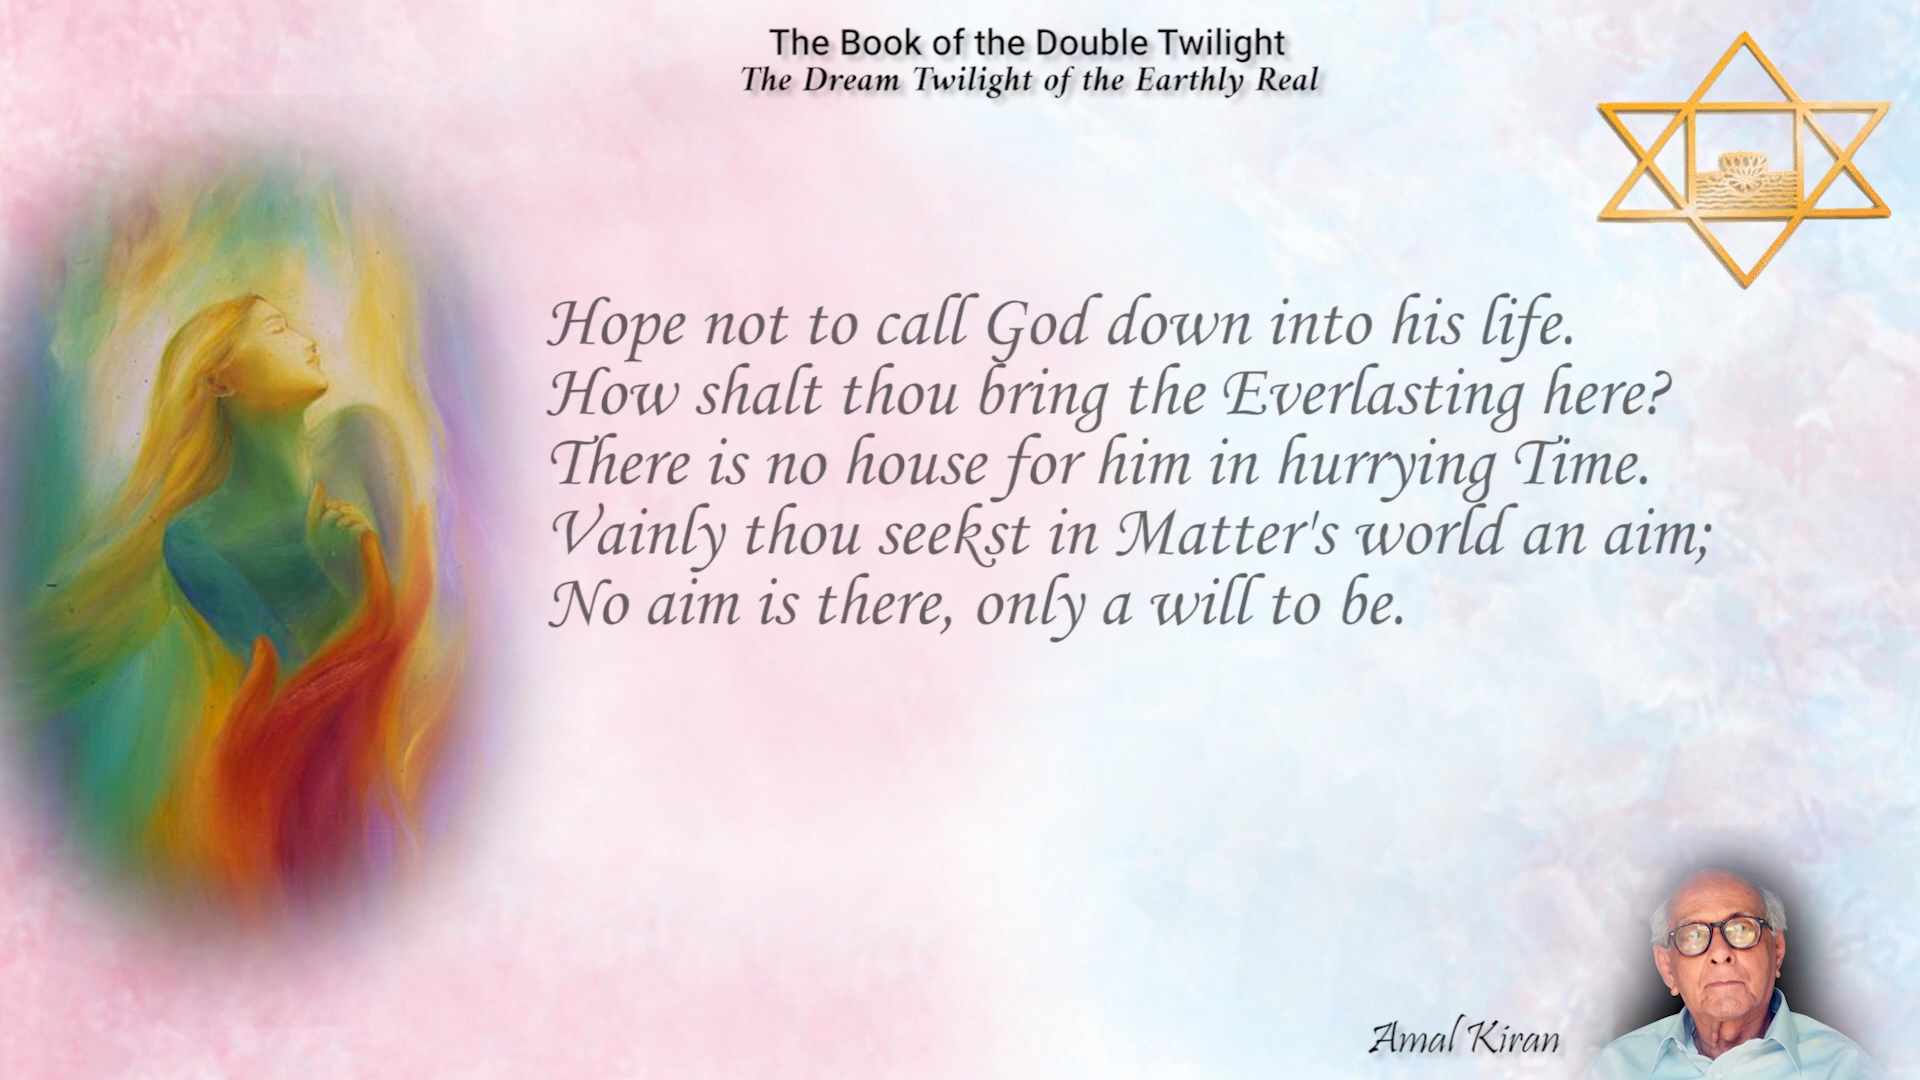 The Book of the Double Twilight
The Dream Twilight of the Earthly Real
Hope not to call God down into his life.
How shalt thou bring the Everlasting here?
There is no house for him in hurrying Time.
Vainly thou seekst in Matter's world an aim;
No aim is there, only a will to be.
Amal Kiran